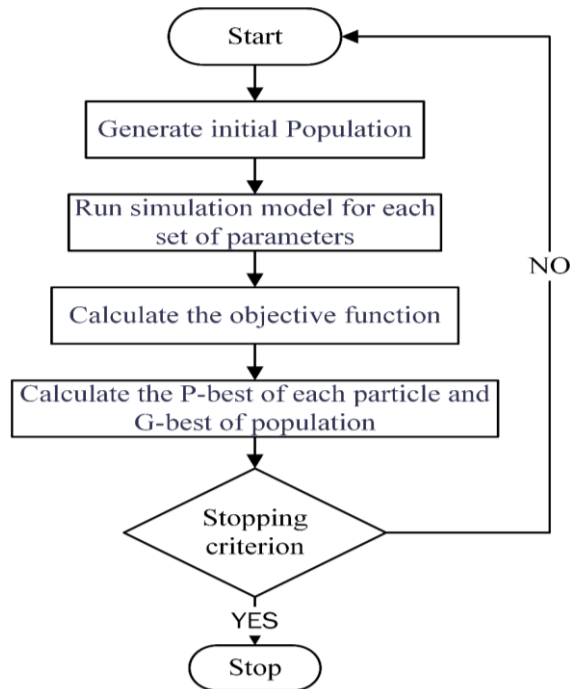 Start
Generate initial Population
Run simulation model for each
set of parameters
Calculate the objective function
Calculate the P-best of each particle and
G-best of population
Stopping
criterion
NO
YES
Stop